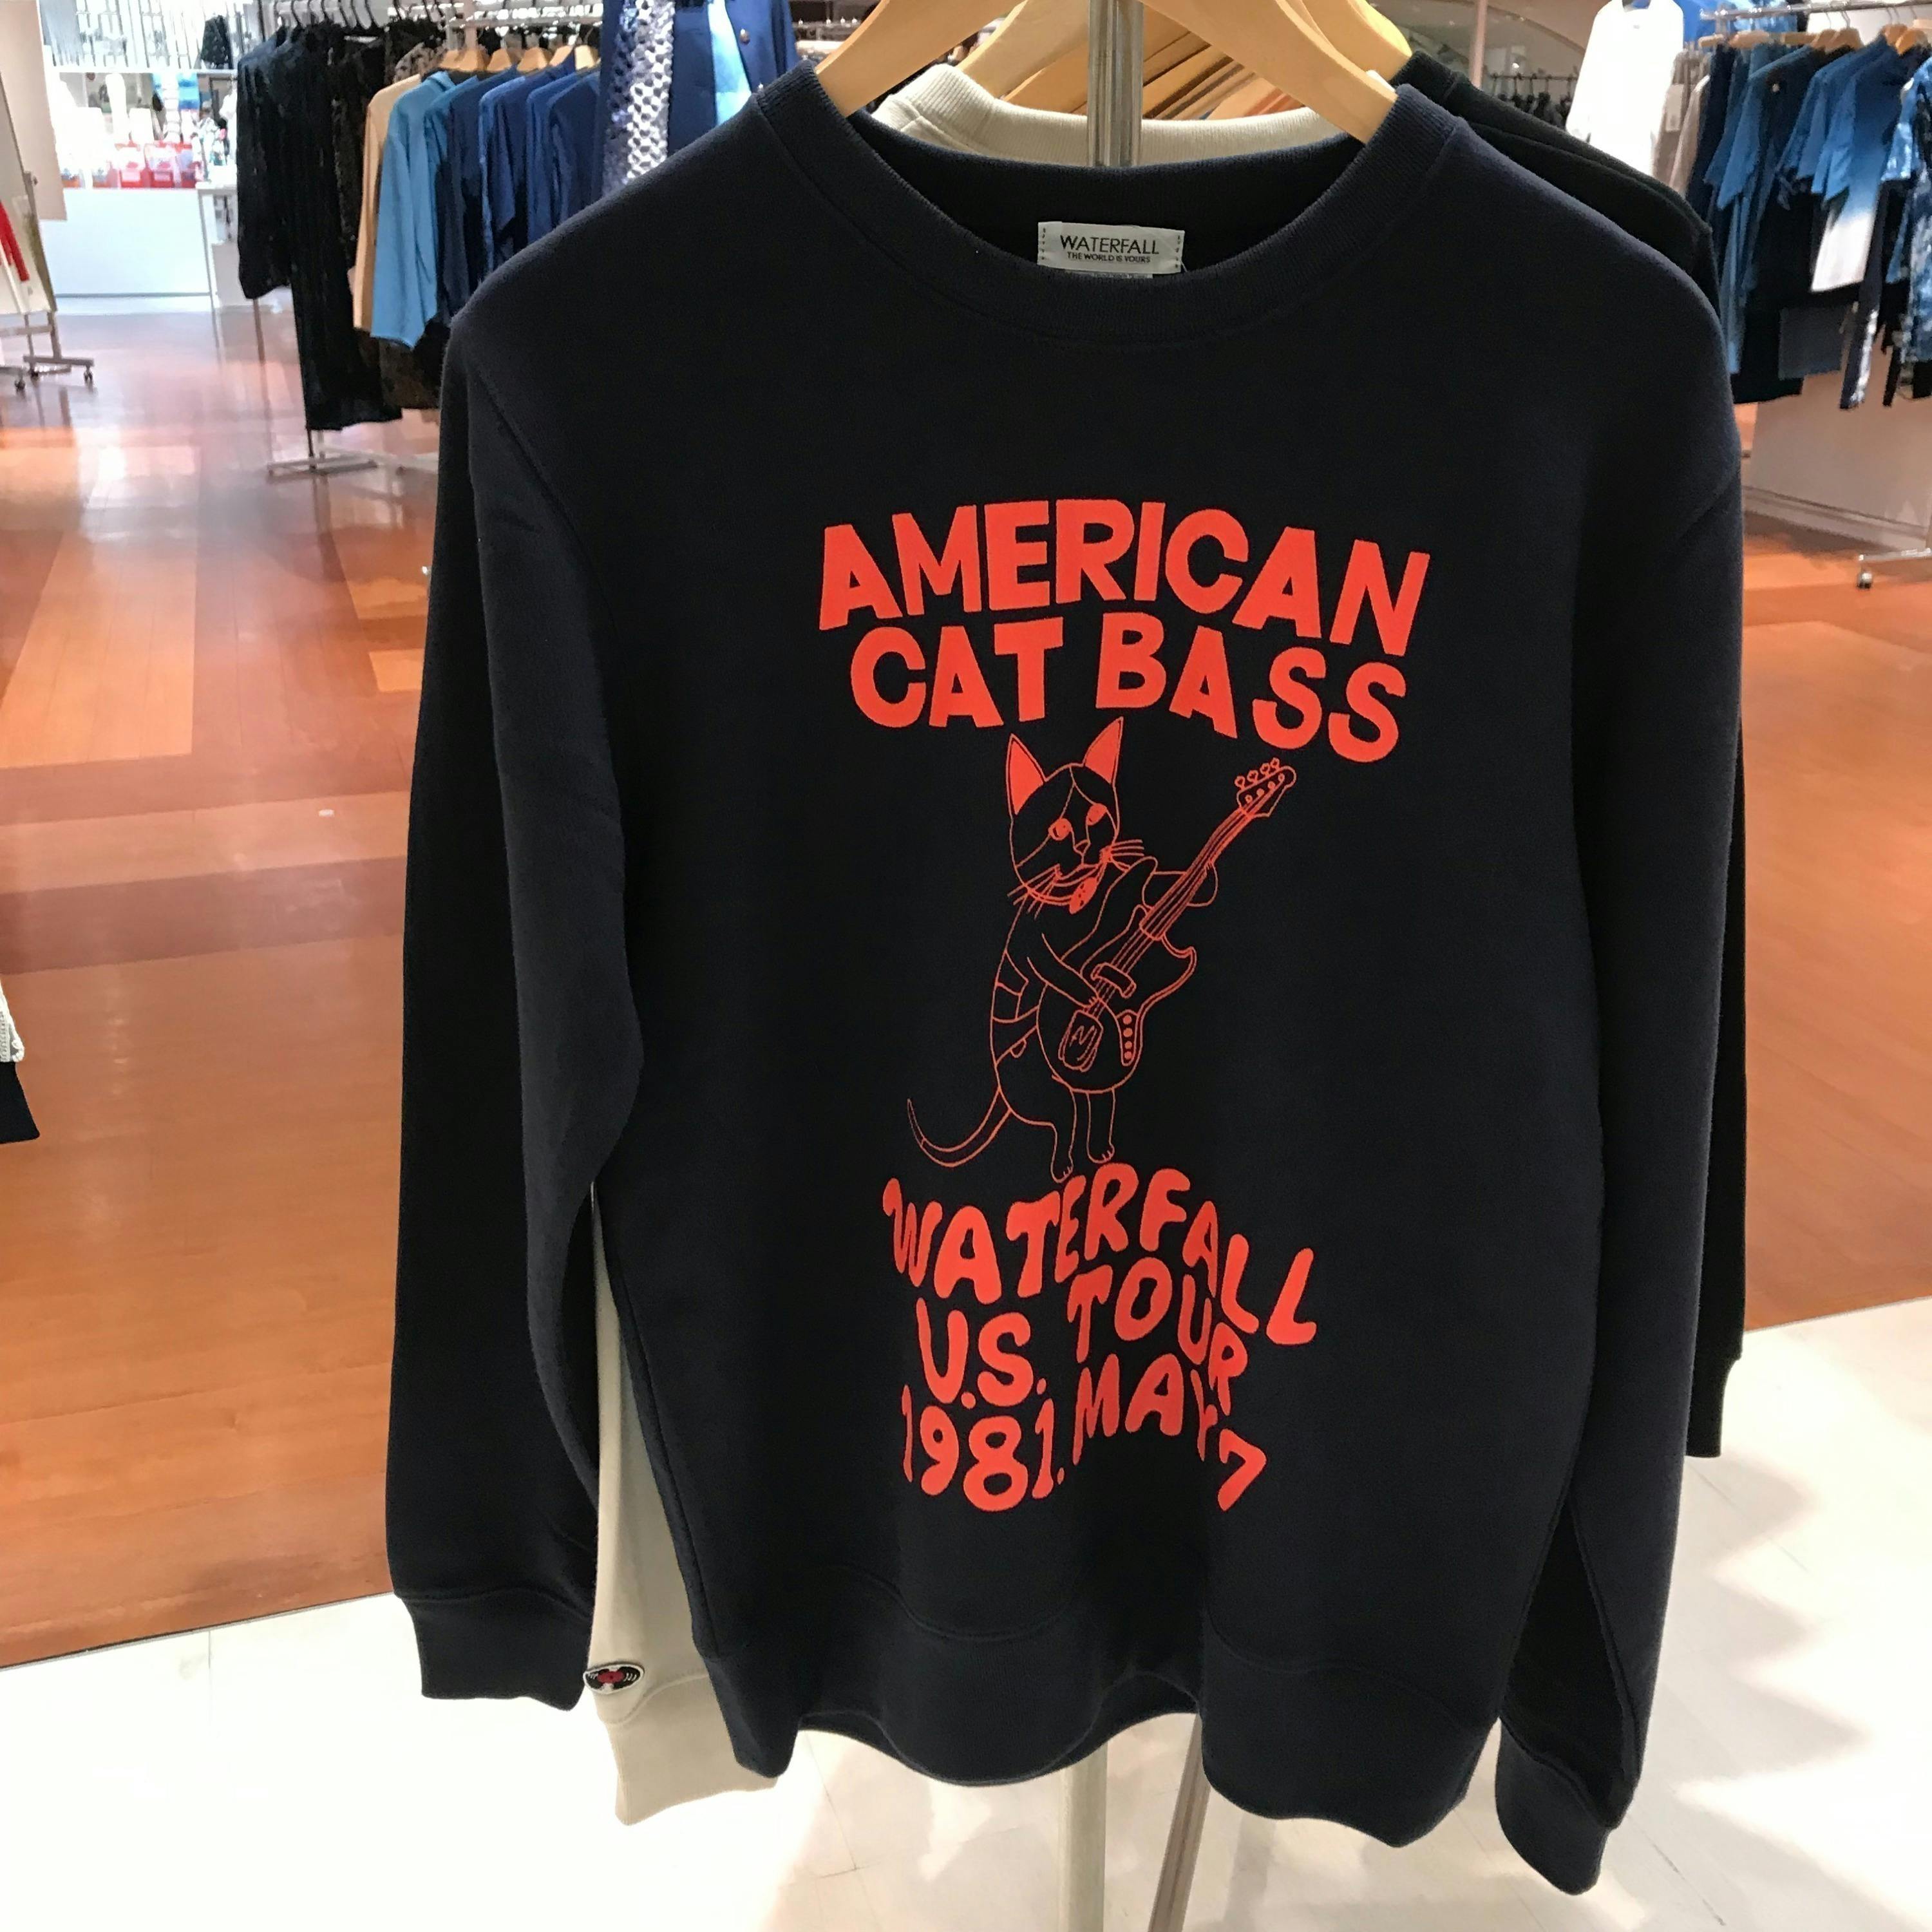 WATERFALL
THE WORLD IS YOURS
AMERICAN
CAT BASS
WATERFALL
U.S. TOUR
1981. MAY. 7